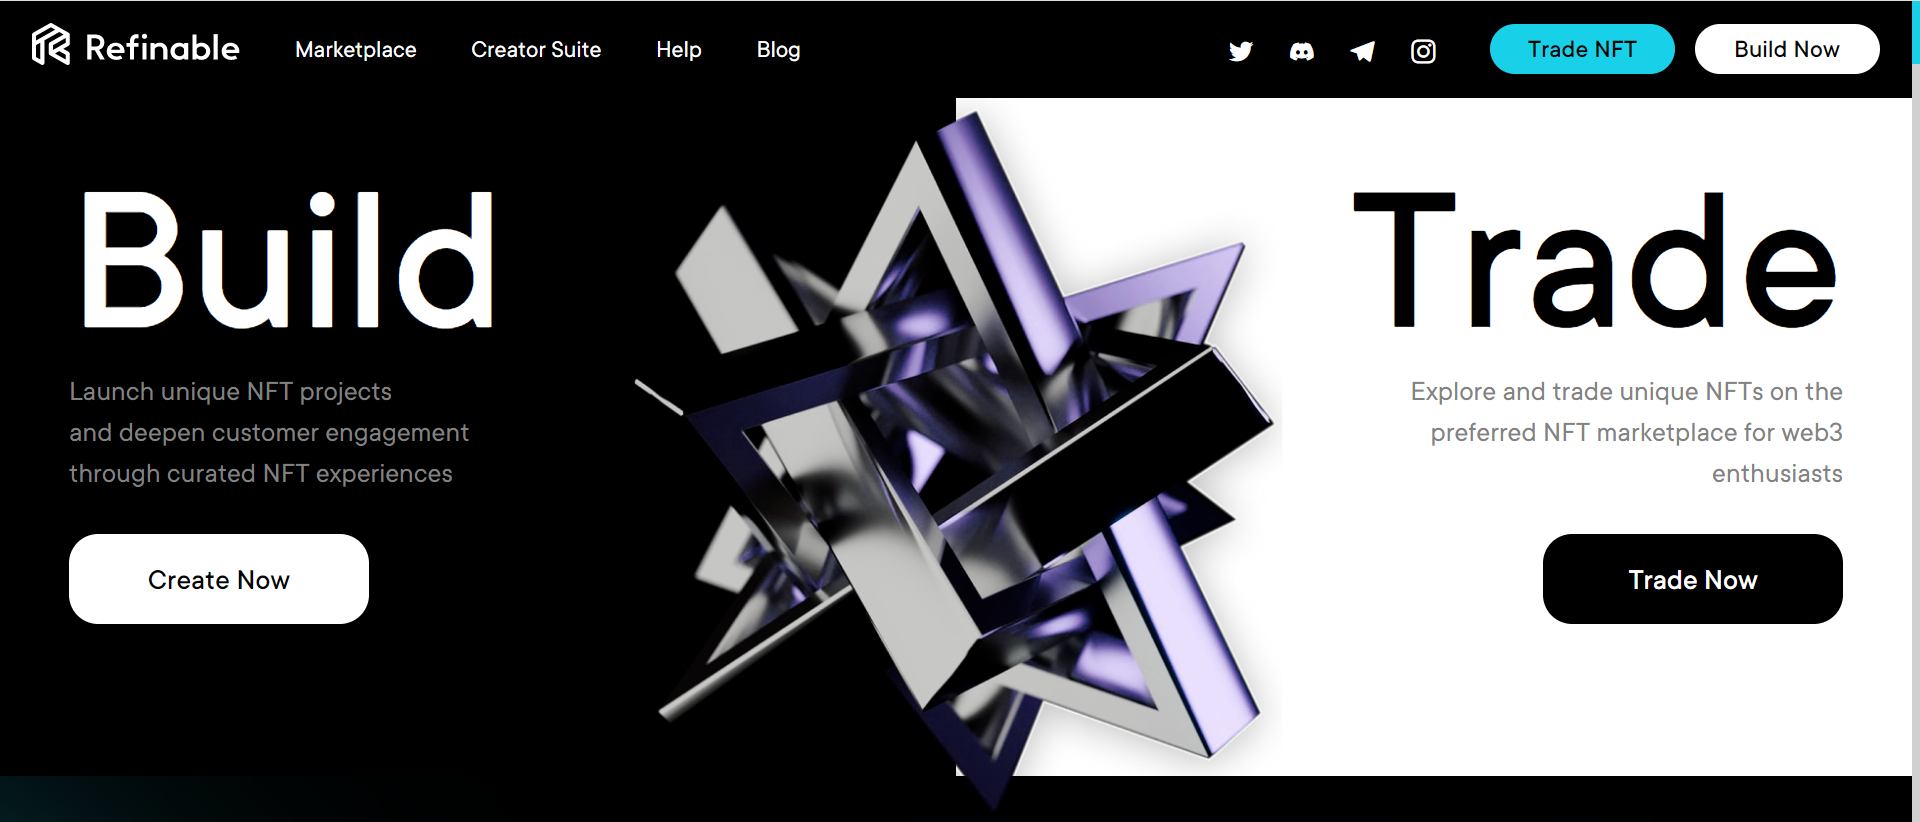 Refinable
Marketplace
Creator Suite
Help
Blog
Trade NFT
Build Now
Build
Launch unique NFT projects
and deepen customer engagement
through curated NFT experiences
Create Now
Trade
Explore and trade unique NFTs on the
preferred NFT marketplace for web3
enthusiasts
Trade Now